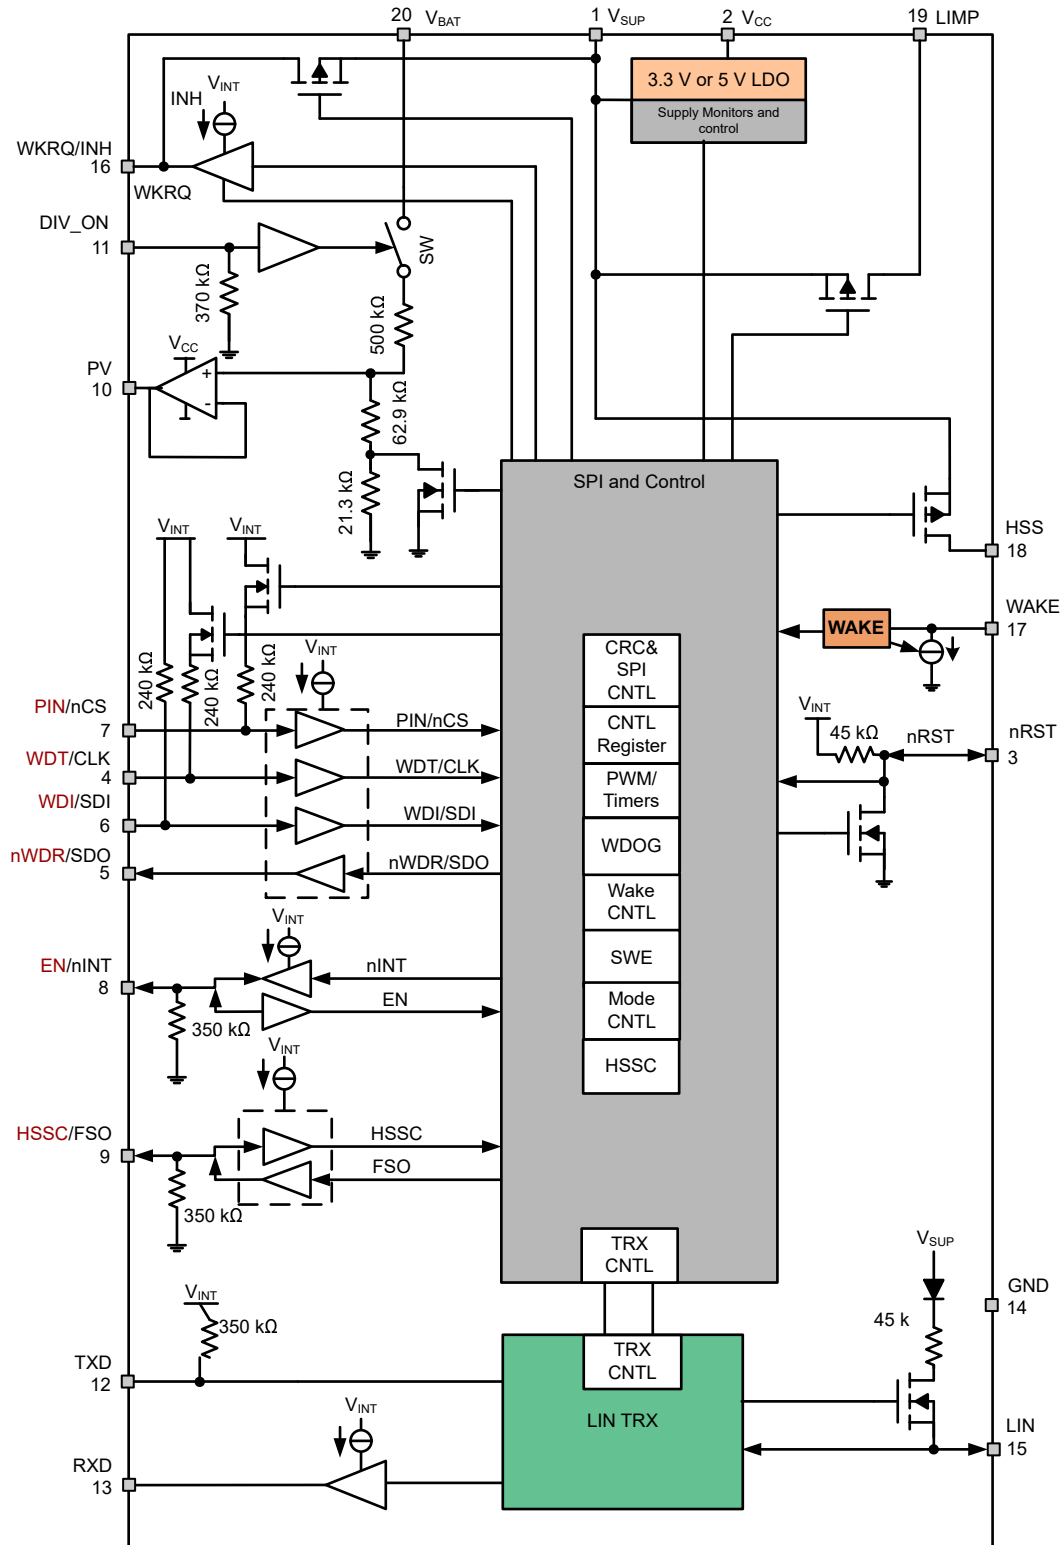 20 VBAT
1 VSUP
2 VCC
19 LIMP
3.3 V or 5 V LDO
Supply Monitors and
control
VINT
INH
WKRQ/INH
16
WKRQ
DIV_ON
11
SW
370 kΩ
500 kΩ
VCC
PV
10
+
-
62.9 kΩ
21.3 kΩ
SPI and Control
HSS
18
VINT
VINT
WAKE
17
WAKE
VINT
240 kΩ
240 kΩ
240 kΩ
CRC&
SPI
CNTL
PIN/nCS
7
PIN/nCS
CNTL
Register
VINT
45 kΩ
nRST
nRST
3
WDT/CLK
4
WDT/CLK
PWM/
Timers
WDI/SDI
6
WDI/SDI
WDOG
nWDR/SDO
5
nWDR/SDO
Wake
CNTL
VINT
SWE
EN/nINT
8
nINT
EN
Mode
CNTL
350 kΩ
VINT
HSSC
HSSC/FSO
9
HSSC
FSO
350 kΩ
TRX
CNTL
VSUP
VINT
350 kΩ
GND
14
45 k
TXD
12
TRX
CNTL
LIN TRX
VINT
LIN
15
RXD
13